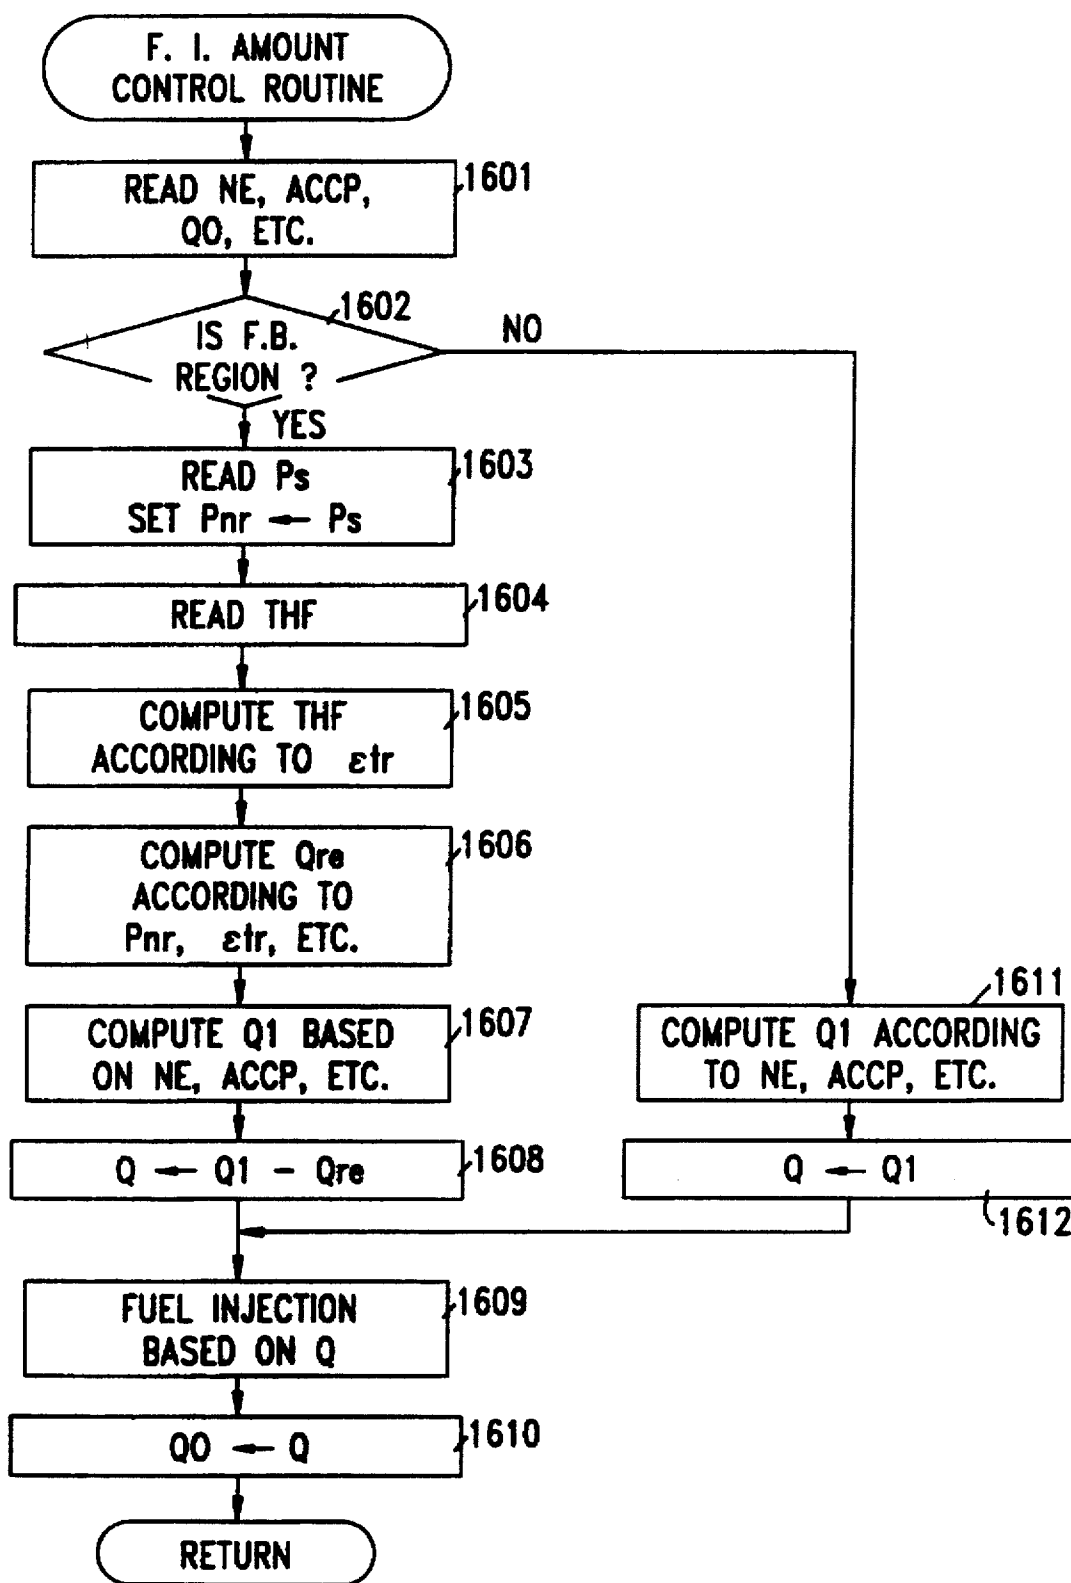 F. I. AMOUNT
CONTROL ROUTINE
READ NE, ACCP,
QO, ETC.
1601
1602
IS F.B.
REGION ?
NO
YES
READ Ps
SET Pnr ← Ps
1603
READ THF
1604
COMPUTE THF
ACCORDING TO εtr
1605
COMPUTE Qre
ACCORDING TO
Pnr, εtr, ETC.
1606
COMPUTE Q1 BASED
ON NE, ACCP, ETC.
1607
1611
COMPUTE Q1 ACCORDING
TO NE, ACCP, ETC.
Q ← Q1 - Qre
1608
Q ← Q1
1612
FUEL INJECTION
BASED ON Q
1609
QO ← Q
1610
RETURN